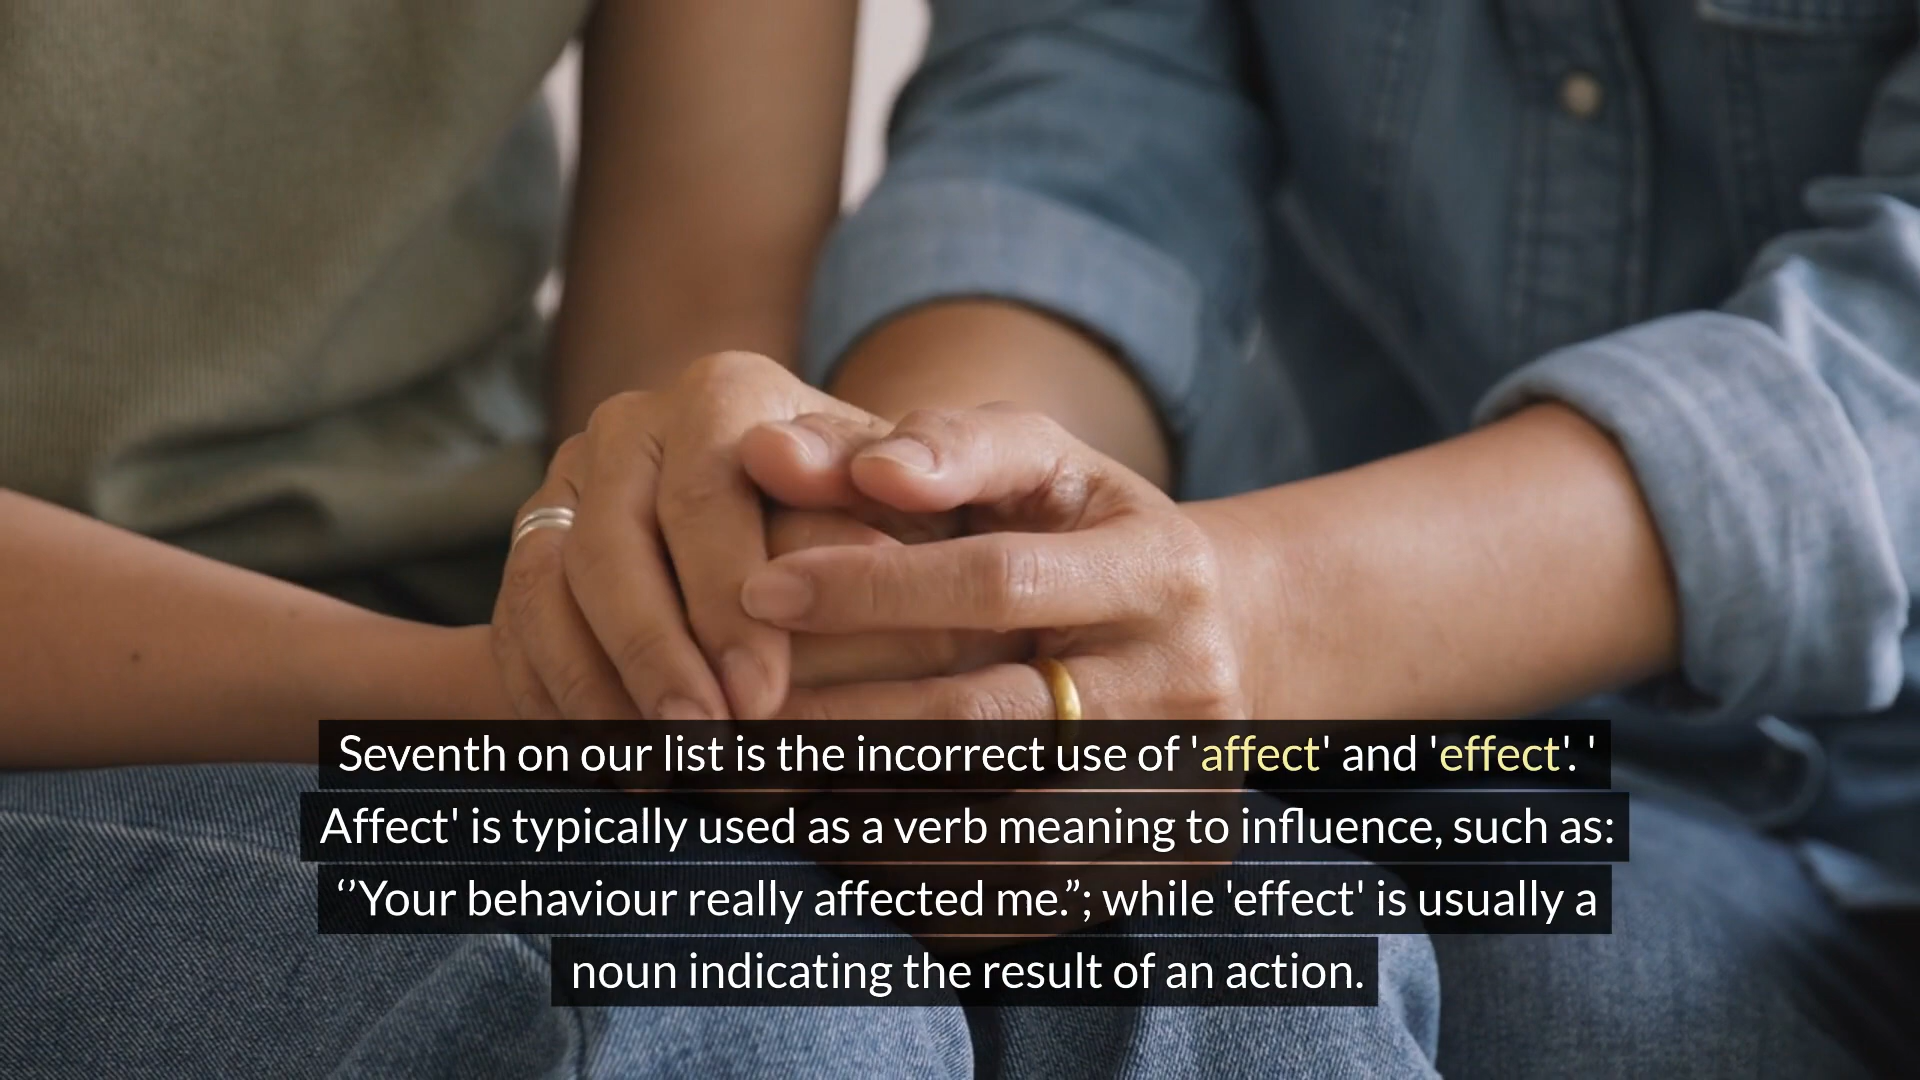 Seventh on our list is the incorrect use of 'affect' and 'effect'. '
Affect' is typically used as a verb meaning to influence, such as:
‘’Your behaviour really affected me.”; while 'effect' is usually a
noun indicating the result of an action.